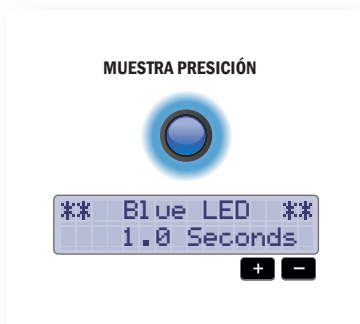 MUESTRA PRESICIÓN
** Blue LED **
1.0 Seconds
+ −